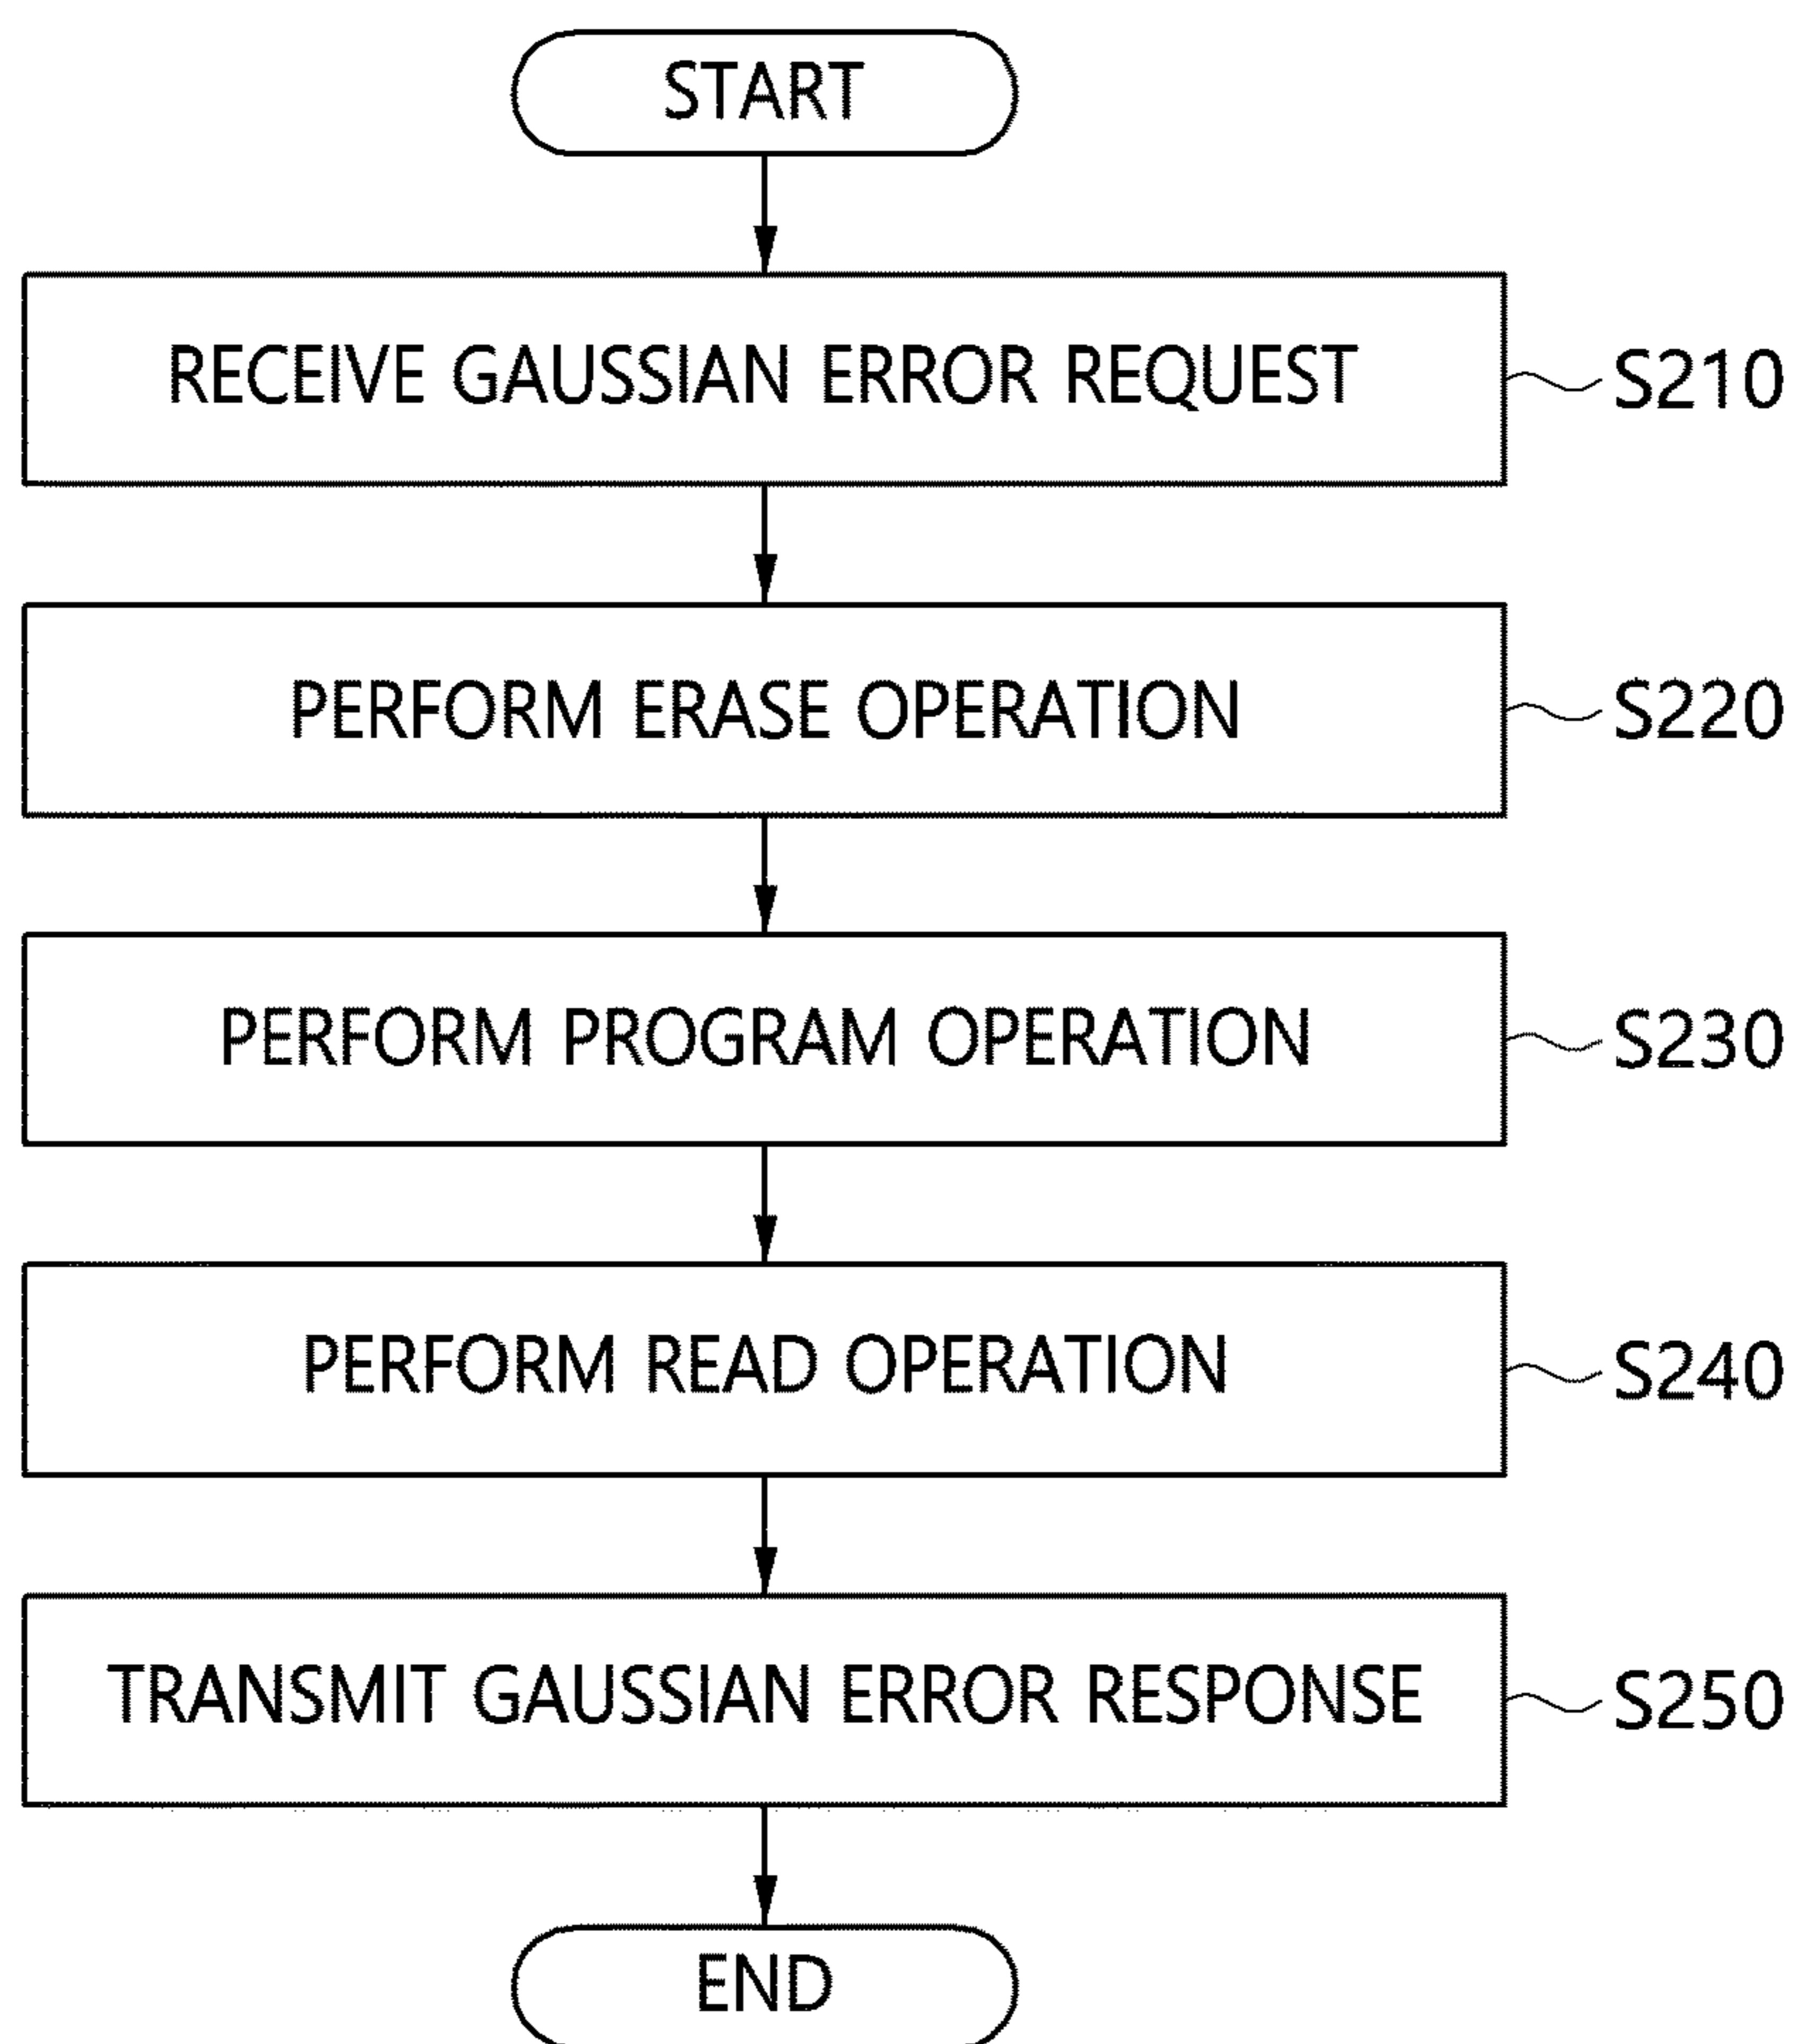 START
RECEIVE GAUSSIAN ERROR REQUEST
S210
PERFORM ERASE OPERATION
S220
PERFORM PROGRAM OPERATION
S230
PERFORM READ OPERATION
S240
TRANSMIT GAUSSIAN ERROR RESPONSE
S250
END